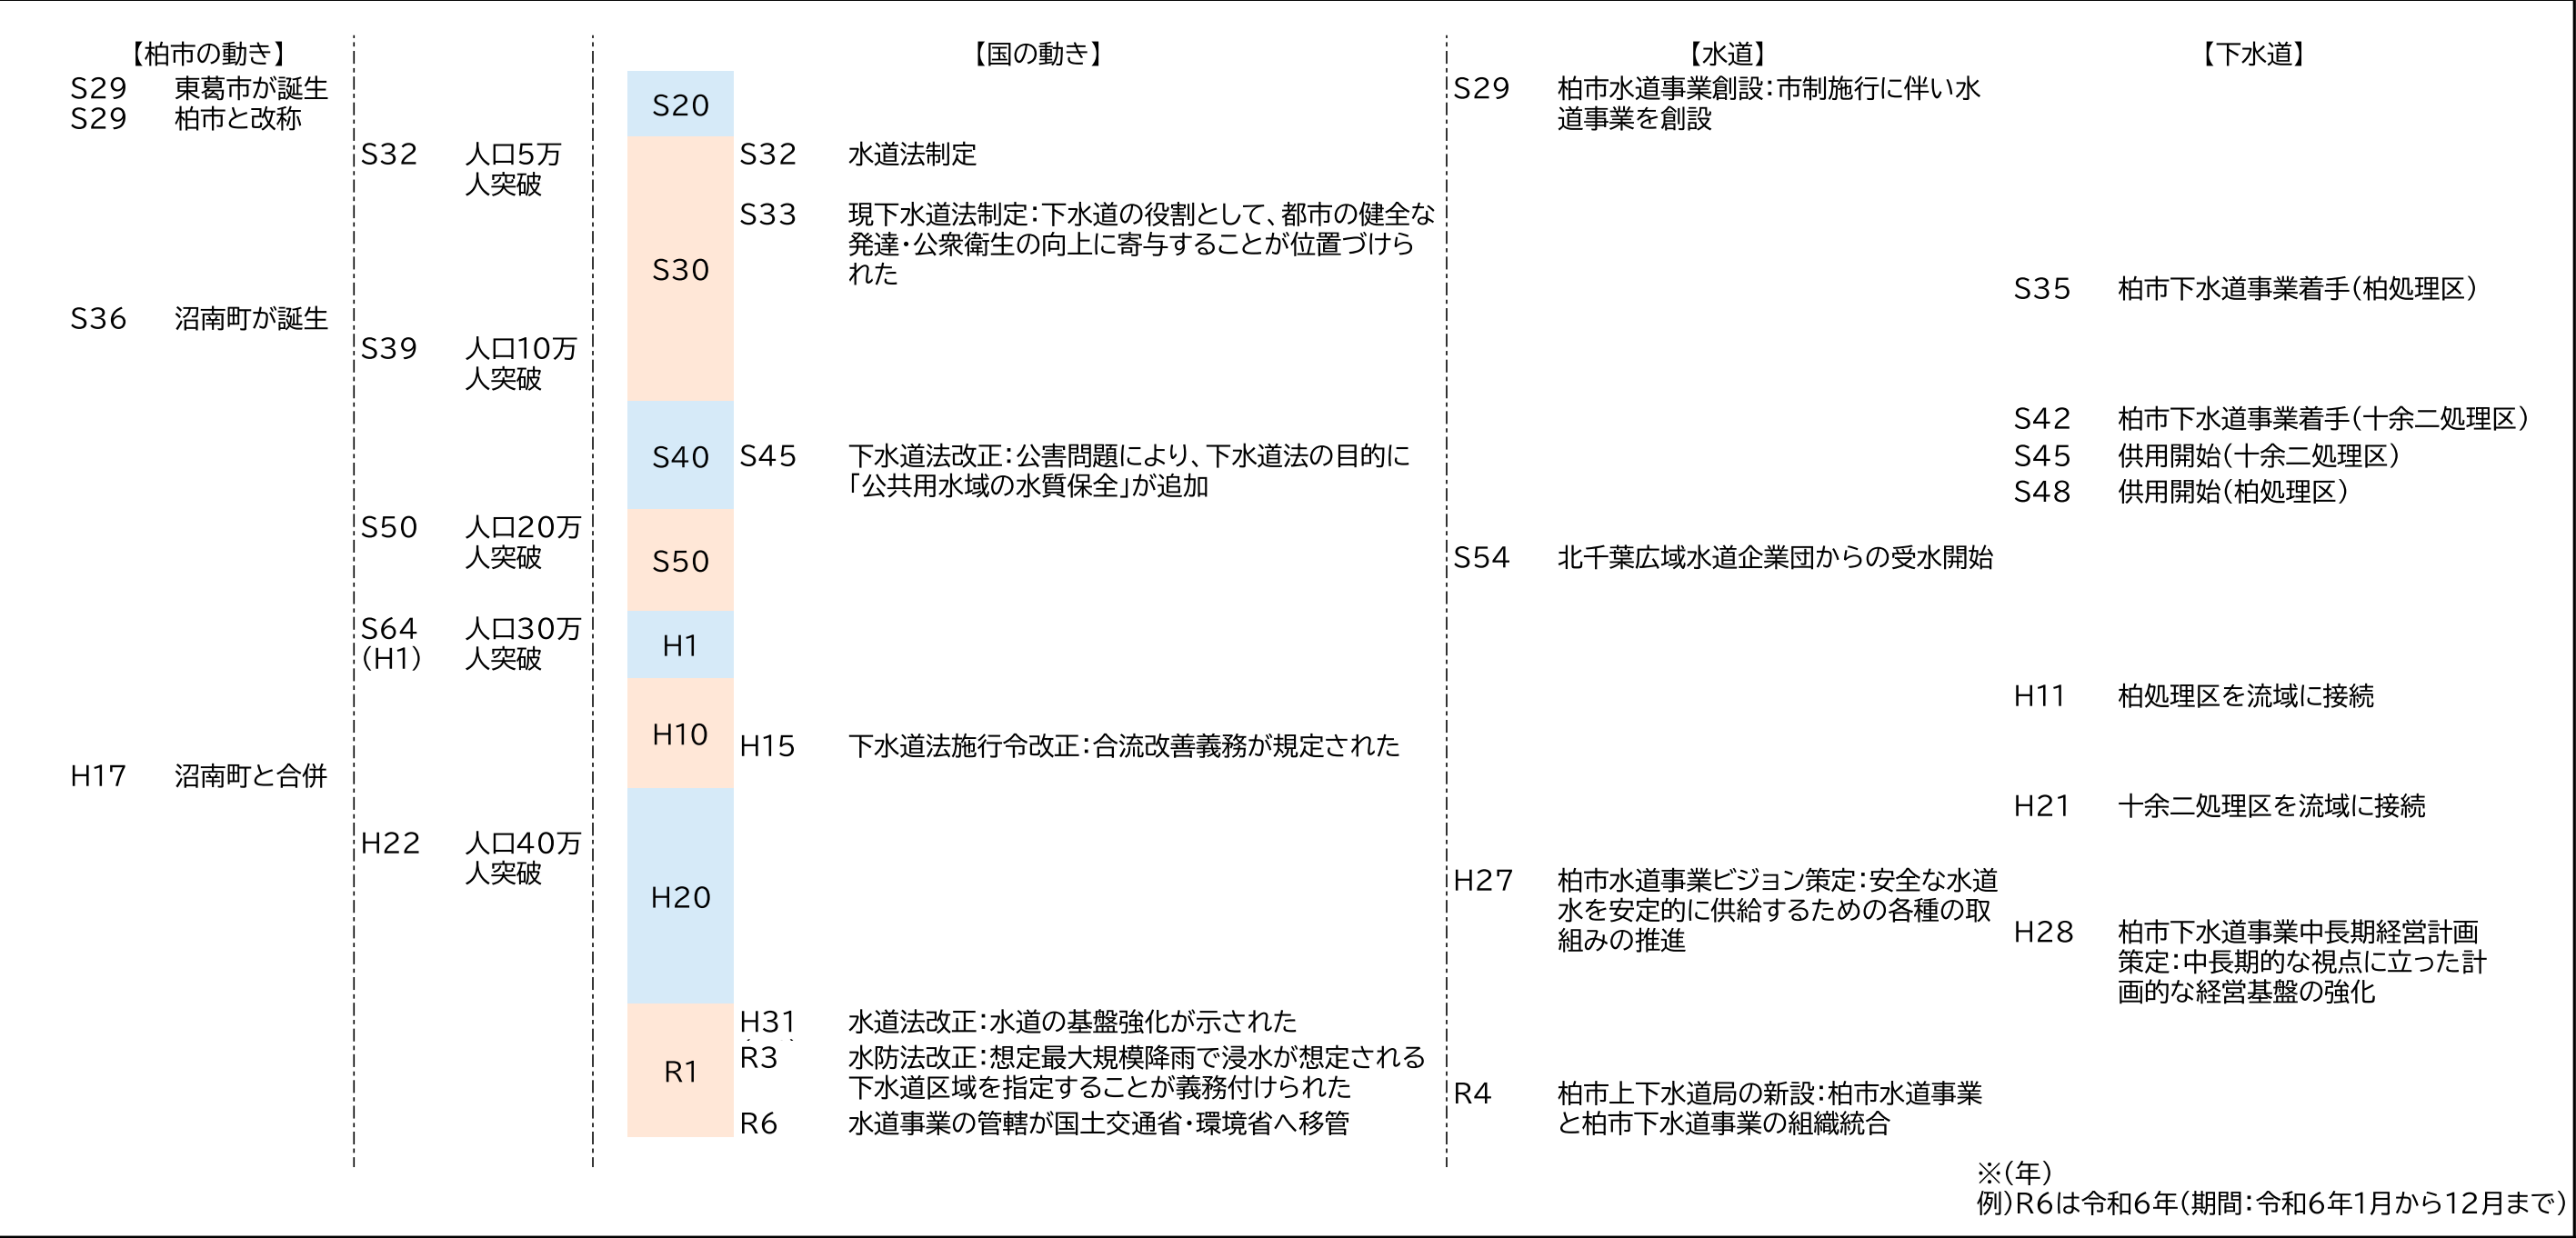 【柏市の動き】
S29 東葛市が誕生
S29 柏市と改称
S36 沼南町が誕生
H17 沼南町と合併
S32 人口5万
人突破
S39 人口10万
人突破
S50 人口20万
人突破
S64 人口30万
(H1) 人突破
H22 人口40万
人突破
【国の動き】
S20
S30
S40
S50
H1
H10
H20
R1
S32 水道法制定
S33 現下水道法制定：下水道の役割として、都市の健全な
発達・公衆衛生の向上に寄与することが位置づけら
れた
S45 下水道法改正：公害問題により、下水道法の目的に
「公共用水域の水質保全」が追加
H15 下水道法施行令改正：合流改善義務が規定された
H31 水道法改正：水道の基盤強化が示された
R3 水防法改正：想定最大規模降雨で浸水が想定される
下水道区域を指定することが義務付けられた
R6 水道事業の管轄が国土交通省・環境省へ移管
【水道】
S29 柏市水道事業創設：市制施行に伴い水
道事業を創設
S54 北千葉広域水道企業団からの受水開始
H27 柏市水道事業ビジョン策定：安全な水道
水を安定的に供給するための各種の取
組みの推進
R4 柏市上下水道局の新設：柏市水道事業
と柏市下水道事業の組織統合
【下水道】
S35 柏市下水道事業着手(柏処理区)
S42 柏市下水道事業着手(十余二処理区)
S45 供用開始(十余二処理区)
S48 供用開始(柏処理区)
H11 柏処理区を流域に接続
H21 十余二処理区を流域に接続
H28 柏市下水道事業中長期経営計画
策定：中長期的な視点に立った計
画的な経営基盤の強化
※(年)
例)R6は令和6年(期間：令和6年1月から12月まで)